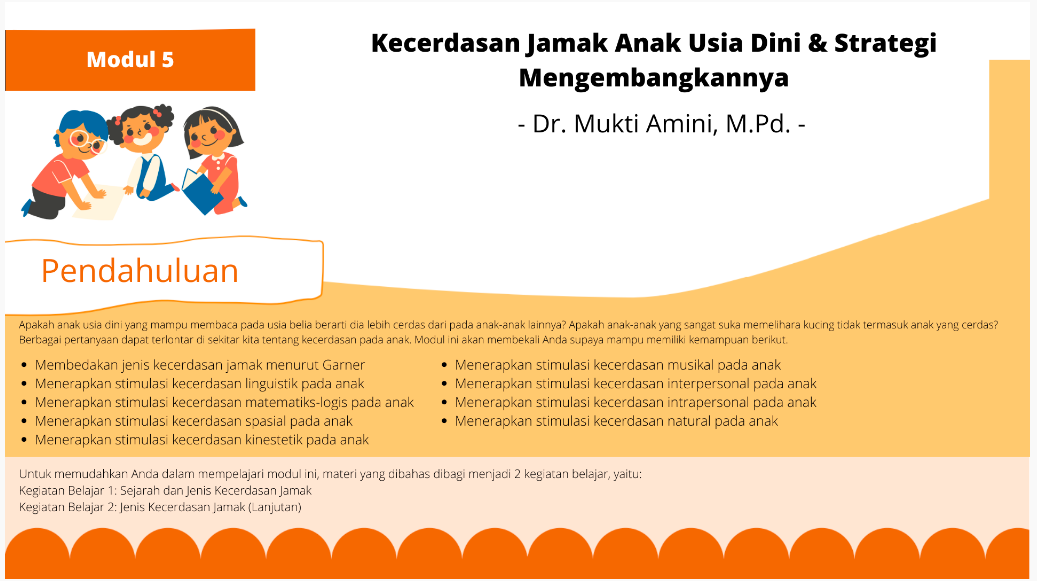 Modul 5
Kecerdasan Jamak Anak Usia Dini & Strategi
Mengembangkannya
- Dr. Mukti Amini, M.Pd. -
Pendahuluan
Apakah anak usia dini yang mampu membaca pada usia belia berarti dia lebih cerdas dari pada anak-anak lainnya? Apakah anak-anak yang sangat suka memelihara kucing tidak termasuk anak yang cerdas?
Berbagai pertanyaan dapat terlontar di sekitar kita tentang kecerdasan pada anak. Modul ini akan membekali Anda supaya mampu memiliki kemampuan berikut.
• Membedakan jenis kecerdasan jamak menurut Garner
• Menerapkan stimulasi kecerdasan linguistik pada anak
• Menerapkan stimulasi kecerdasan matematiks-logis pada anak
• Menerapkan stimulasi kecerdasan spasial pada anak
• Menerapkan stimulasi kecerdasan kinestetik pada anak
• Menerapkan stimulasi kecerdasan musikal pada anak
• Menerapkan stimulasi kecerdasan interpersonal pada anak
• Menerapkan stimulasi kecerdasan intrapersonal pada anak
• Menerapkan stimulasi kecerdasan natural pada anak
Untuk memudahkan Anda dalam mempelajari modul ini, materi yang dibahas dibagi menjadi 2 kegiatan belajar, yaitu:
Kegiatan Belajar 1: Sejarah dan Jenis Kecerdasan Jamak
Kegiatan Belajar 2: Jenis Kecerdasan Jamak (Lanjutan)